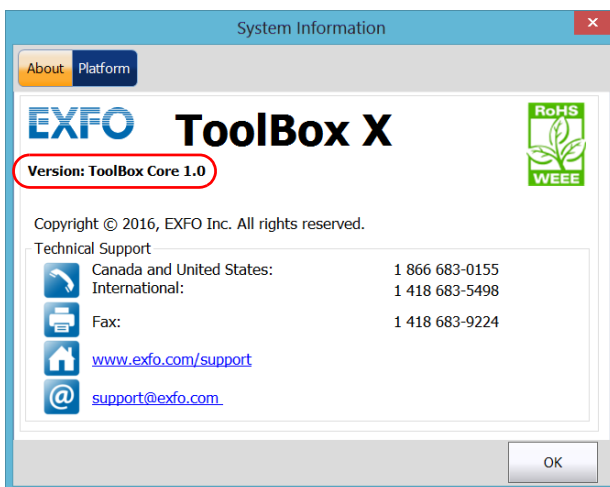 System Information
About Platform
EXFO ToolBox X
RoHS
WEEE
Version: ToolBox Core 1.0
Copyright © 2016, EXFO Inc. All rights reserved.
Technical Support
Canada and United States: 1 866 683-0155
International: 1 418 683-5498
Fax: 1 418 683-9224
www.exfo.com/support
@ support@exfo.com
OK